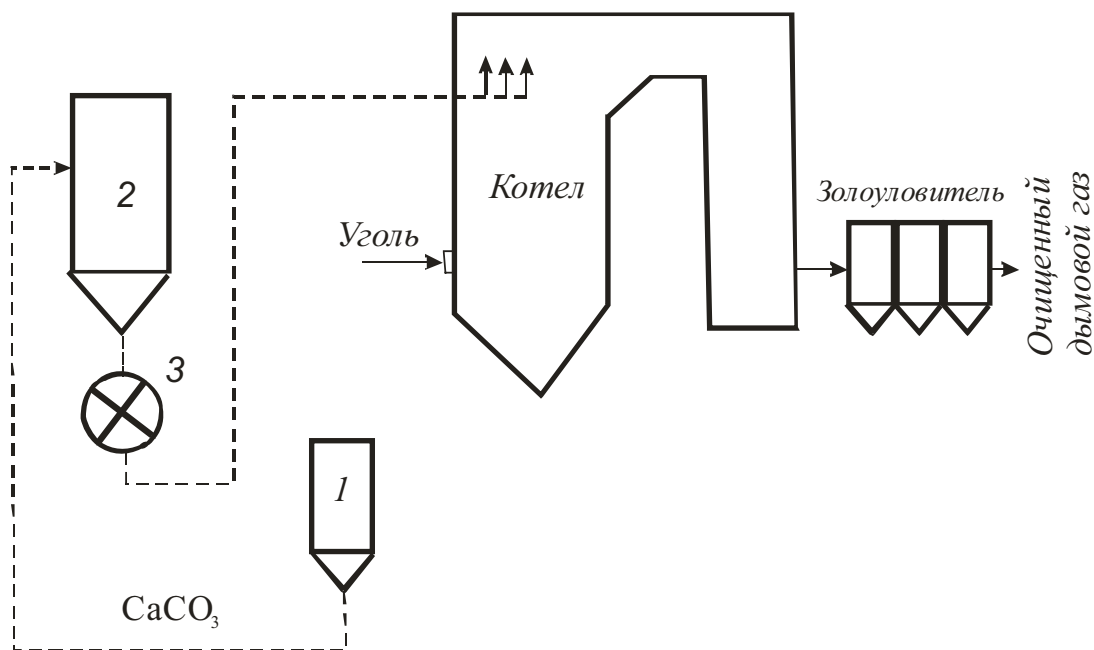 2
Котел
Золоуловитель
Очищенный
дымовой газ
Уголь
3
1
CaCO₃